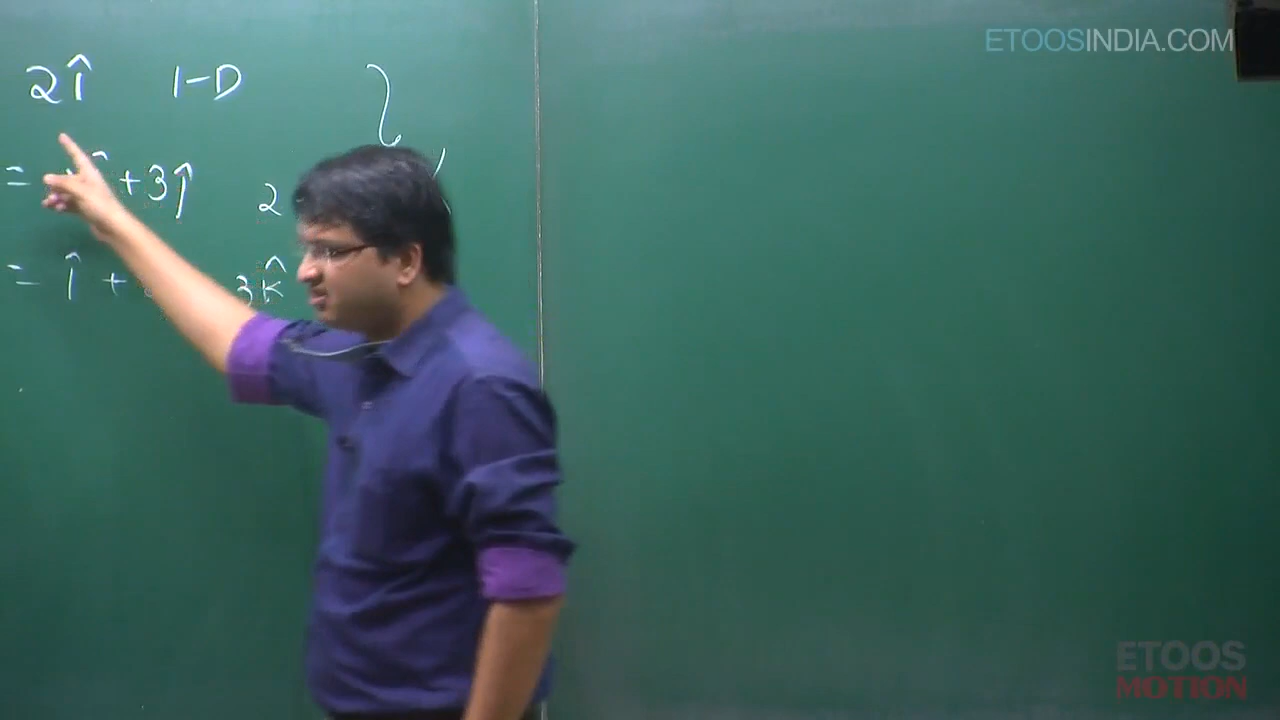 ETOOSINDIA.COM
2î 1-D
= + 3ĵ 2
= î + 3k̂
ETOOS
MOTION